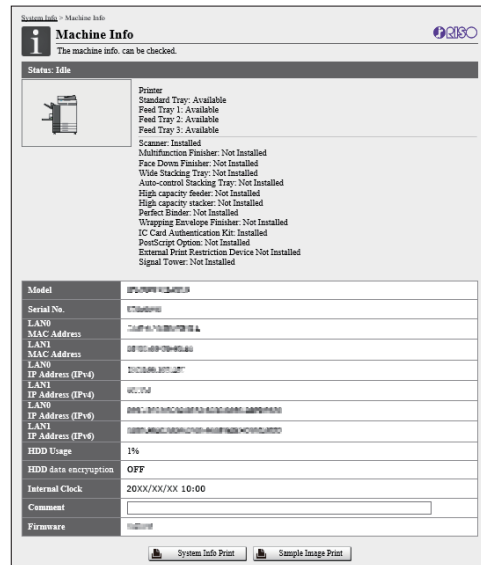 System Info > Machine Info
Machine Info
RISO
The machine info. can be checked.
Status: Idle
Printer
Standard Tray: Available
Feed Tray 1: Available
Feed Tray 2: Available
Feed Tray 3: Available
Scanner: Installed
Multifunction Finisher: Not Installed
Face Down Finisher: Not Installed
Wide Stacking Tray: Not Installed
Auto-control Stacking Tray: Not Installed
High capacity feeder: Not Installed
High capacity stacker: Not Installed
Perfect Binder: Not Installed
Wrapping Envelope Finisher: Not Installed
IC Card Authentication Kit: Installed
PostScript Option: Not Installed
External Print Restriction Device Not Installed
Signal Tower: Not Installed
Model
Serial No.
LAN0
MAC Address
LAN1
MAC Address
LAN0
IP Address (IPv4)
LAN1
IP Address (IPv4)
LAN0
IP Address (IPv6)
LAN1
IP Address (IPv6)
HDD Usage 1%
HDD data encryuption OFF
Internal Clock 20XX/XX/XX 10:00
Comment
Firmware
System Info Print Sample Image Print